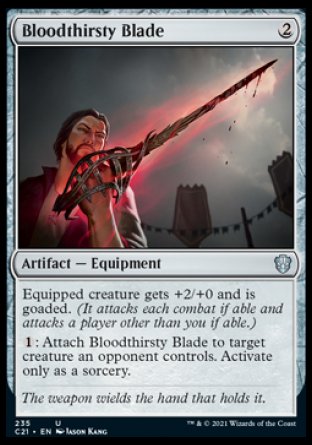 Bloodthirsty Blade 2
Artifact — Equipment
Equipped creature gets +2/+0 and is
goaded. (It attacks each combat if able and
attacks a player other than you if able.)
1: Attach Bloodthirsty Blade to target
creature an opponent controls. Activate
only as a sorcery.
The weapon wields the hand that holds it.
235 U
C21 • EN Jason Kang ™ & © 2021 Wizards of the Coast